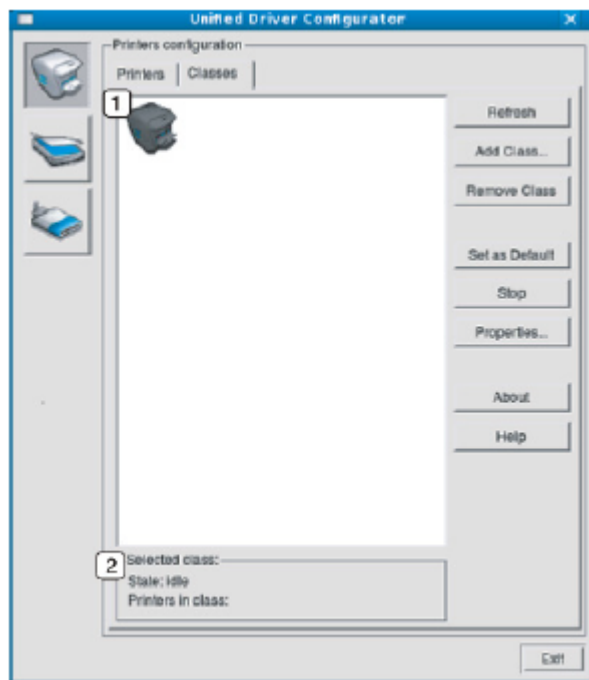 Unified Driver Configurator
Printers configuration
Printers
Classes
1
Refresh
Add Class...
Remove Class
Set as Default
Stop
Properties...
About
Help
2
Selected class:
State: Idle
Printers in class:
Exit